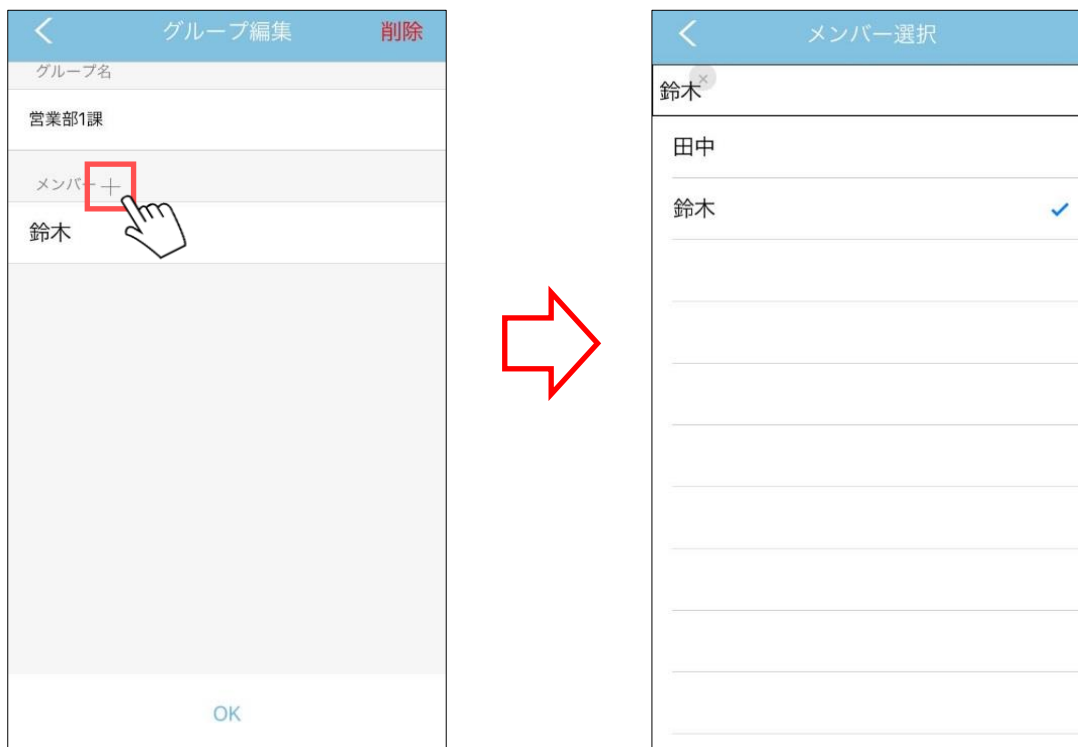 グループ編集 削除
グループ名
営業部1課
メンバー +
鈴木
OK
メンバー選択
鈴木
田中
鈴木